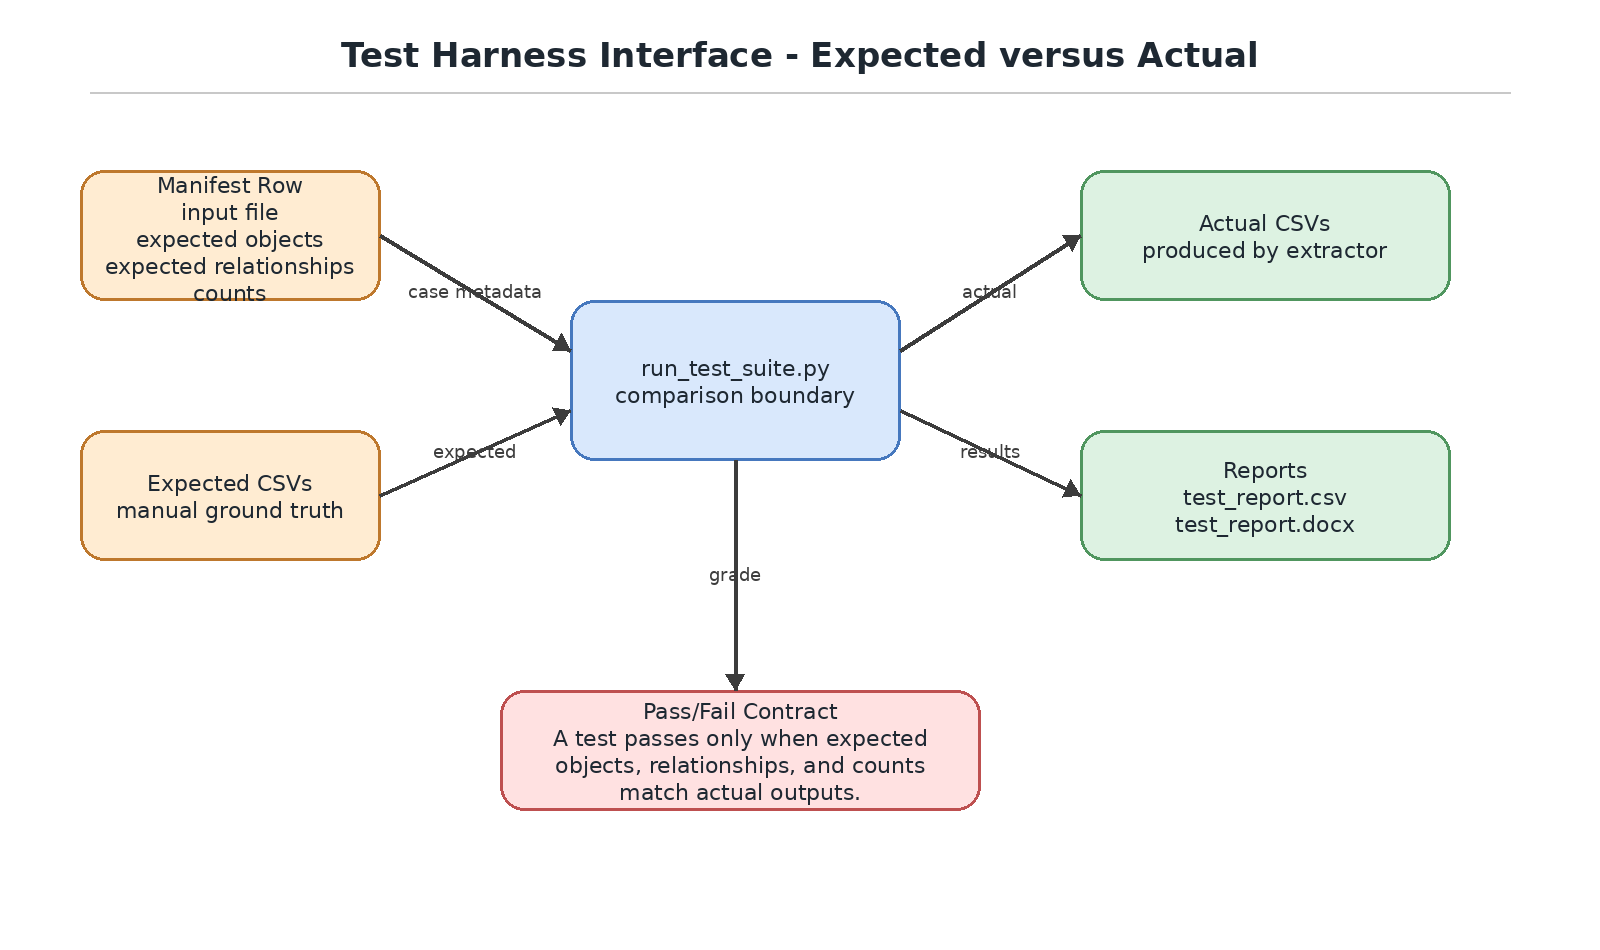 Test Harness Interface - Expected versus Actual
Manifest Row
input file
expected objects
expected relationships
counts
case metadata
Expected CSVs
manual ground truth
expected
run_test_suite.py
comparison boundary
actual
Actual CSVs
produced by extractor
results
Reports
test_report.csv
test_report.docx
grade
Pass/Fail Contract
A test passes only when expected
objects, relationships, and counts
match actual outputs.